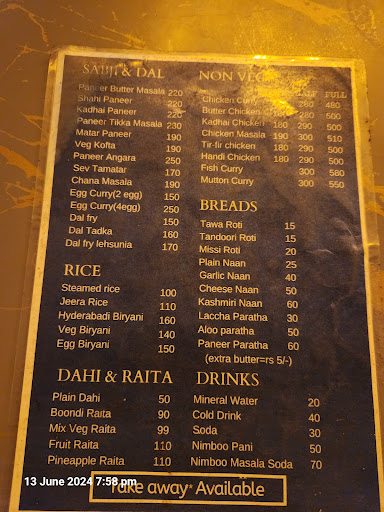 SABJI & DAL
Paneer Butter Masala 220
Shahi Paneer 220
Kadhai Paneer 220
Paneer Tikka Masala 230
Matar Paneer 190
Veg Kofta 190
Paneer Angara 250
Sev Tamatar 170
Chana Masala 190
Egg Curry(2 egg) 150
Egg Curry(4egg) 250
Dal fry 150
Dal Tadka 160
Dal fry lehsunia 170
RICE
Steamed rice 100
Jeera Rice 110
Hyderabadi Biryani 160
Veg Biryani 140
Egg Biryani 150
DAHI & RAITA
Plain Dahi 50
Boondi Raita 90
Mix Veg Raita 99
Fruit Raita 110
Pineapple Raita 110
NON VEG
HALF FULL
Chicken Curry 280 480
Butter Chicken 180 280 500
Kadhai Chicken 180 290 500
Chicken Masala 190 300 510
Tir-fir chicken 180 290 500
Handi Chicken 180 290 500
Fish Curry 300 580
Mutton Curry 300 550
BREADS
Tawa Roti 15
Tandoori Roti 15
Missi Roti 20
Plain Naan 25
Garlic Naan 40
Cheese Naan 50
Kashmiri Naan 60
Laccha Paratha 30
Aloo paratha 50
Paneer Paratha 60
(extra butter=rs 5/-)
DRINKS
Mineral Water 20
Cold Drink 40
Soda 30
Nimboo Pani 50
Nimboo Masala Soda 70
Take away* Available
13 June 2024 7:58 pm